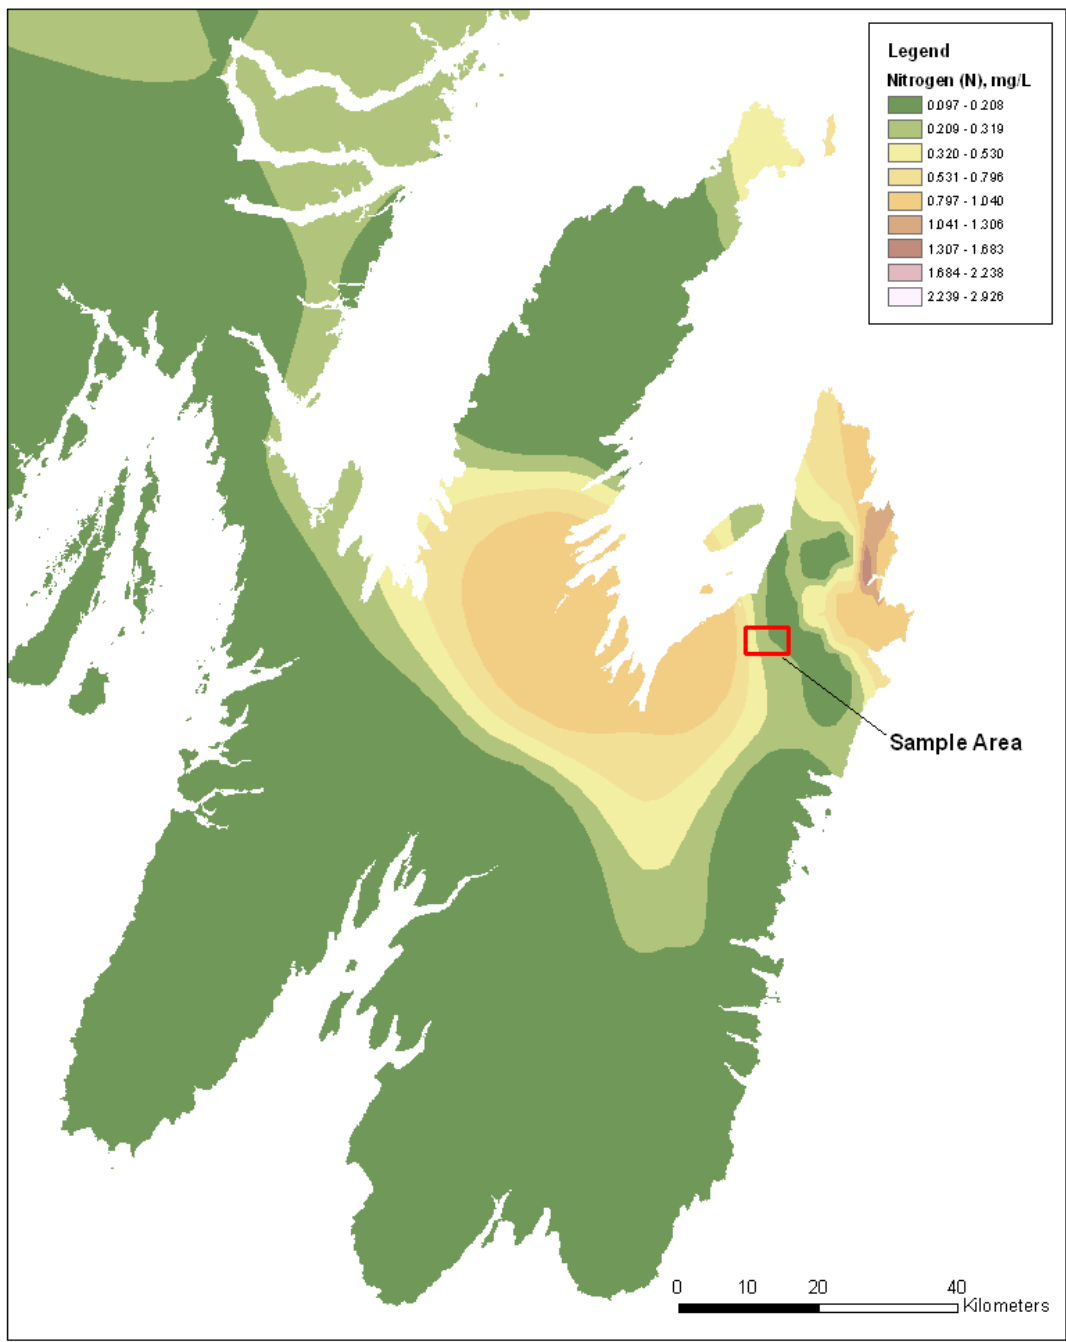 Legend
Nitrogen (N), mg/L
0.097 - 0.208
0.209 - 0.319
0.320 - 0.530
0.531 - 0.796
0.797 - 1.040
1.041 - 1.306
1.307 - 1.683
1.684 - 2.238
2.239 - 2.926
Sample Area
0 10 20 40
Kilometers